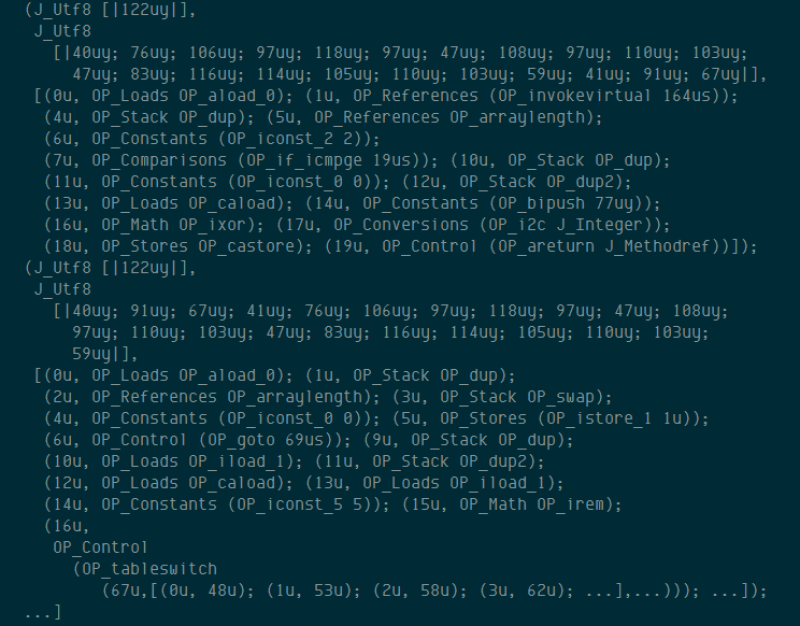 (J_Utf8 [|122uy|],
J_Utf8
[|40uy; 76uy; 106uy; 97uy; 118uy; 97uy; 47uy; 108uy; 97uy; 110uy; 103uy;
47uy; 83uy; 116uy; 114uy; 105uy; 110uy; 103uy; 59uy; 41uy; 91uy; 67uy|],
[(0u, OP_Loads OP_aload_0); (1u, OP_References (OP_invokevirtual 164us));
(4u, OP_Stack OP_dup); (5u, OP_References OP_arraylength);
(6u, OP_Constants (OP_iconst_2 2));
(7u, OP_Comparisons (OP_if_icmpge 19us)); (10u, OP_Stack OP_dup);
(11u, OP_Constants (OP_iconst_0 0)); (12u, OP_Stack OP_dup2);
(13u, OP_Loads OP_caload); (14u, OP_Constants (OP_bipush 77uy));
(16u, OP_Math OP_ixor); (17u, OP_Conversions (OP_i2c J_Integer));
(18u, OP_Stores OP_castore); (19u, OP_Control (OP_areturn J_Methodref))]);
(J_Utf8 [|122uy|],
J_Utf8
[|40uy; 91uy; 67uy; 41uy; 76uy; 106uy; 97uy; 118uy; 97uy; 47uy; 108uy;
97uy; 110uy; 103uy; 47uy; 83uy; 116uy; 114uy; 105uy; 110uy; 103uy;
59uy|],
[(0u, OP_Loads OP_aload_0); (1u, OP_Stack OP_dup);
(2u, OP_References OP_arraylength); (3u, OP_Stack OP_swap);
(4u, OP_Constants (OP_iconst_0 0)); (5u, OP_Stores (OP_istore_1 1u));
(6u, OP_Control (OP_goto 69us)); (9u, OP_Stack OP_dup);
(10u, OP_Loads OP_iload_1); (11u, OP_Stack OP_dup2);
(12u, OP_Loads OP_caload); (13u, OP_Loads OP_iload_1);
(14u, OP_Constants (OP_iconst_5 5)); (15u, OP_Math OP_irem);
(16u,
OP_Control
(OP_tableswitch
(67u,[(0u, 48u); (1u, 53u); (2u, 58u); (3u, 62u); ...],...))); ...]);
...]